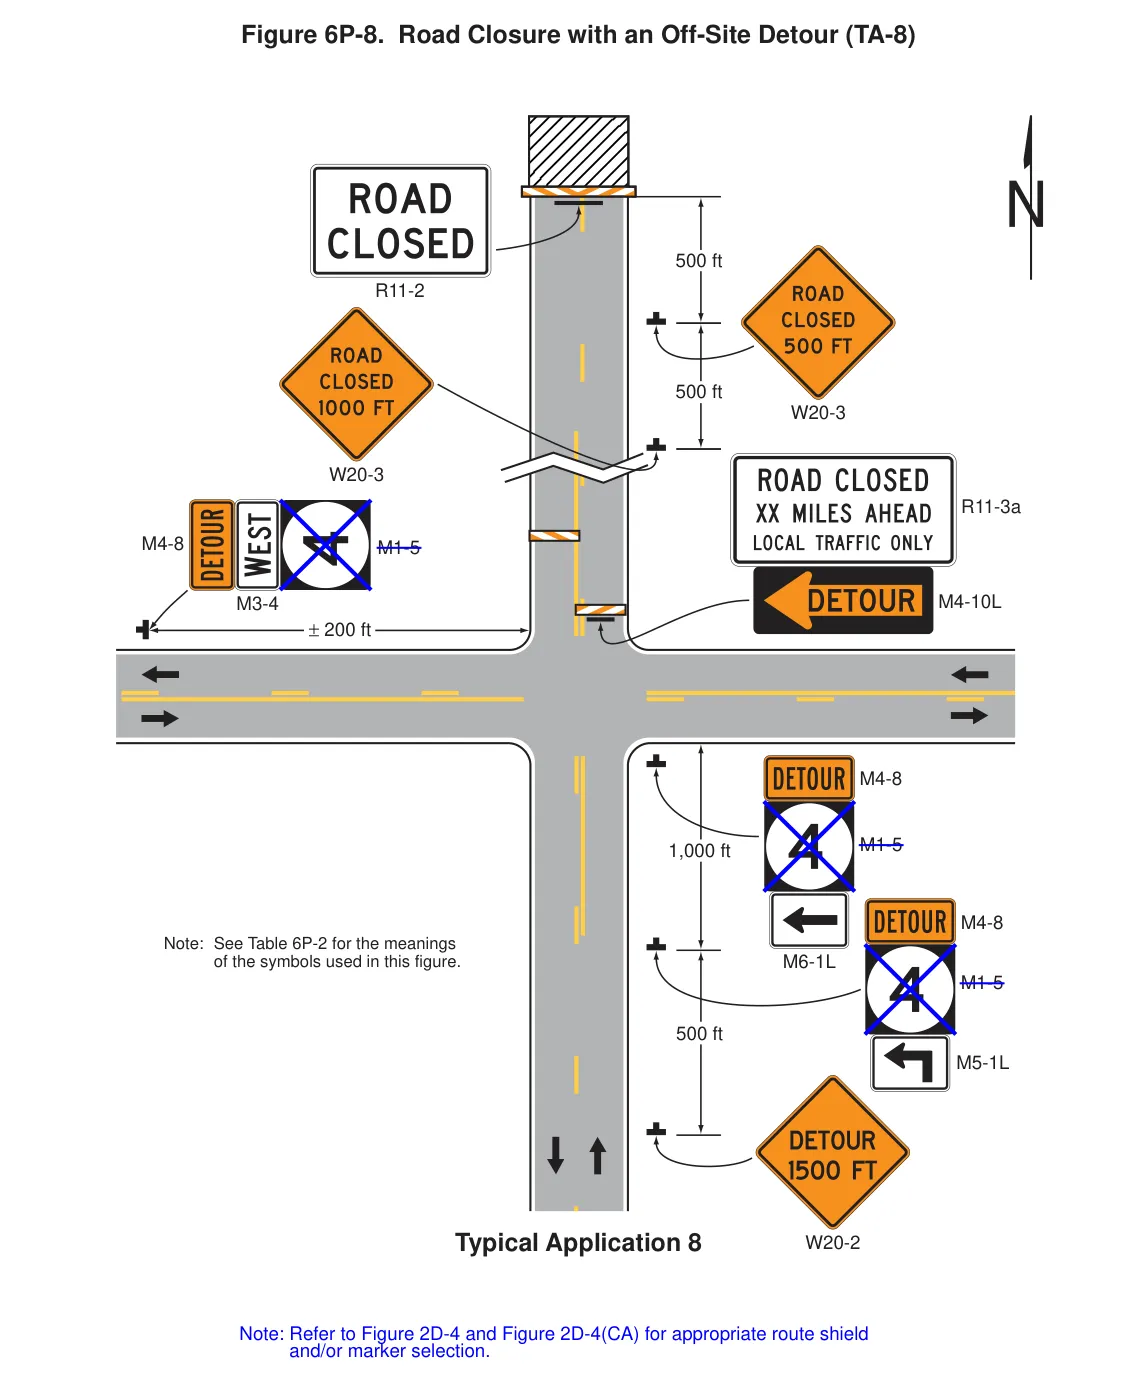 Figure 6P-8. Road Closure with an Off-Site Detour (TA-8)
N
ROAD
CLOSED
R11-2
500 ft
ROAD
CLOSED
500 FT
W20-3
ROAD
CLOSED
1000 FT
W20-3
500 ft
ROAD CLOSED
XX MILES AHEAD
LOCAL TRAFFIC ONLY
R11-3a
DETOUR
M4-10L
M4-8
DETOUR
WEST
4
M1-5
M3-4
± 200 ft
DETOUR
M4-8
4
M1-5
M6-1L
1,000 ft
DETOUR
M4-8
4
M1-5
M5-1L
Note: See Table 6P-2 for the meanings
of the symbols used in this figure.
500 ft
DETOUR
1500 FT
W20-2
Typical Application 8
Note: Refer to Figure 2D-4 and Figure 2D-4(CA) for appropriate route shield
and/or marker selection.